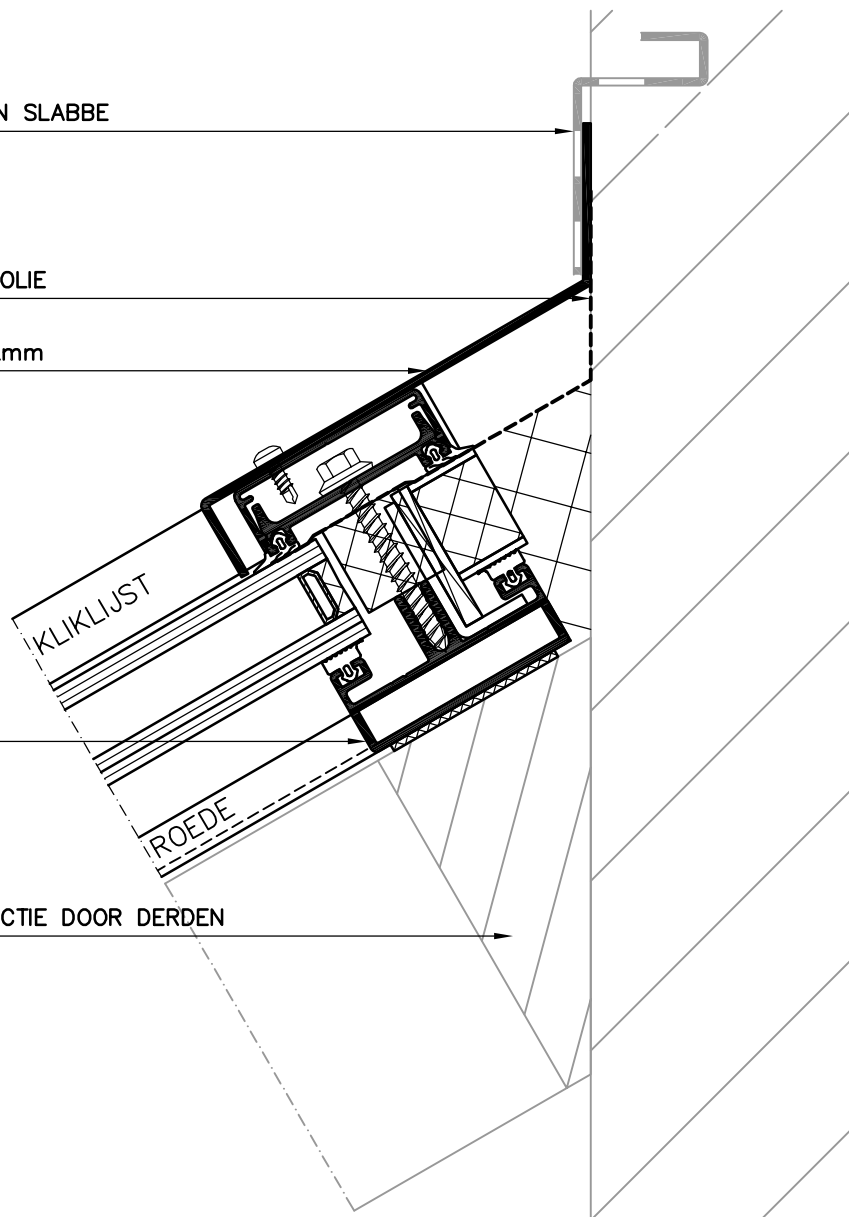 N SLABBE
OLIE
mm
KLIKLIJST
ROEDE
CTIE DOOR DERDEN